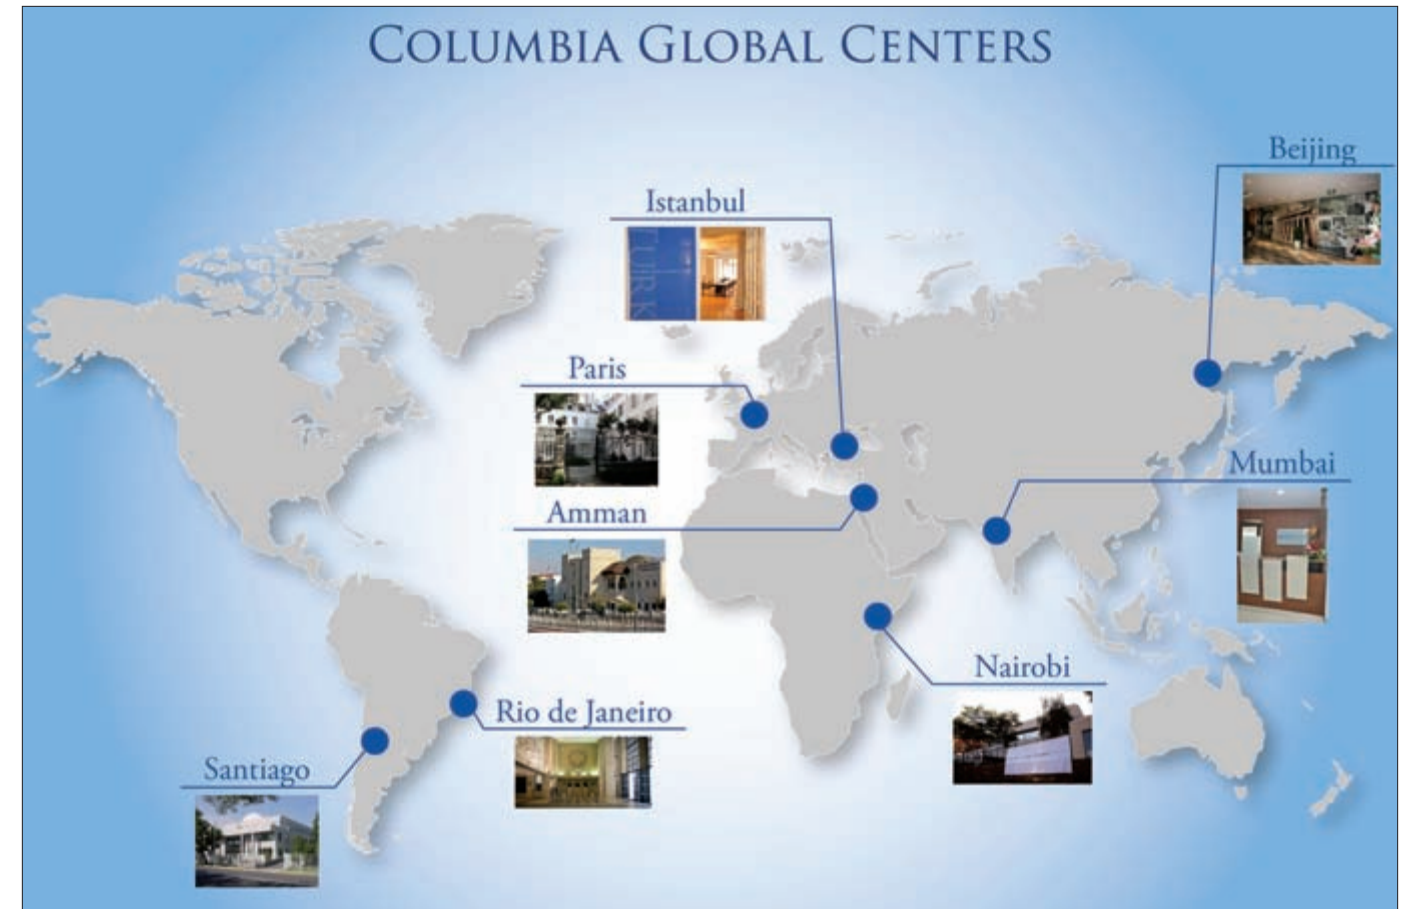 COLUMBIA GLOBAL CENTERS
Beijing
Istanbul
Paris
Mumbai
Amman
Nairobi
Rio de Janeiro
Santiago